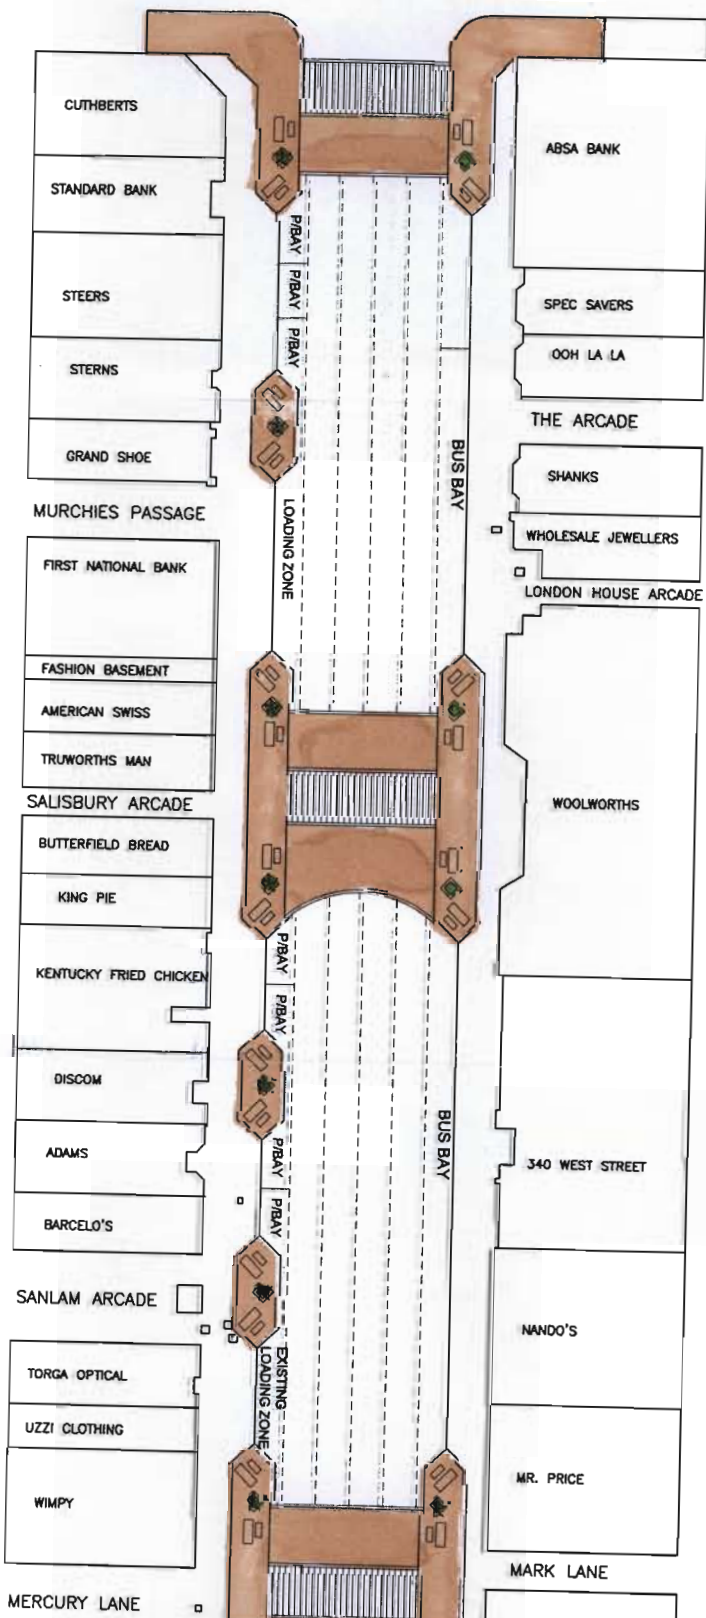 CUTHBERTS
STANDARD BANK
STEERS
STERNS
GRAND SHOE
MURCHIES PASSAGE
FIRST NATIONAL BANK
FASHION BASEMENT
AMERICAN SWISS
TRUWORTHS MAN
SALISBURY ARCADE
BUTTERFIELD BREAD
KING PIE
KENTUCKY FRIED CHICKEN
DISCOM
ADAMS
BARCELO'S
SANLAM ARCADE
TORGA OPTICAL
UZZI CLOTHING
WIMPY
MERCURY LANE
P/BAY
P/BAY
P/BAY
LOADING ZONE
P/BAY
P/BAY
P/BAY
P/BAY
EXISTING
LOADING ZONE
BUS BAY
BUS BAY
ABSA BANK
SPEC SAVERS
OOH LA LA
THE ARCADE
SHANKS
WHOLESALE JEWELLERS
LONDON HOUSE ARCADE
WOOLWORTHS
340 WEST STREET
NANDO'S
MR. PRICE
MARK LANE